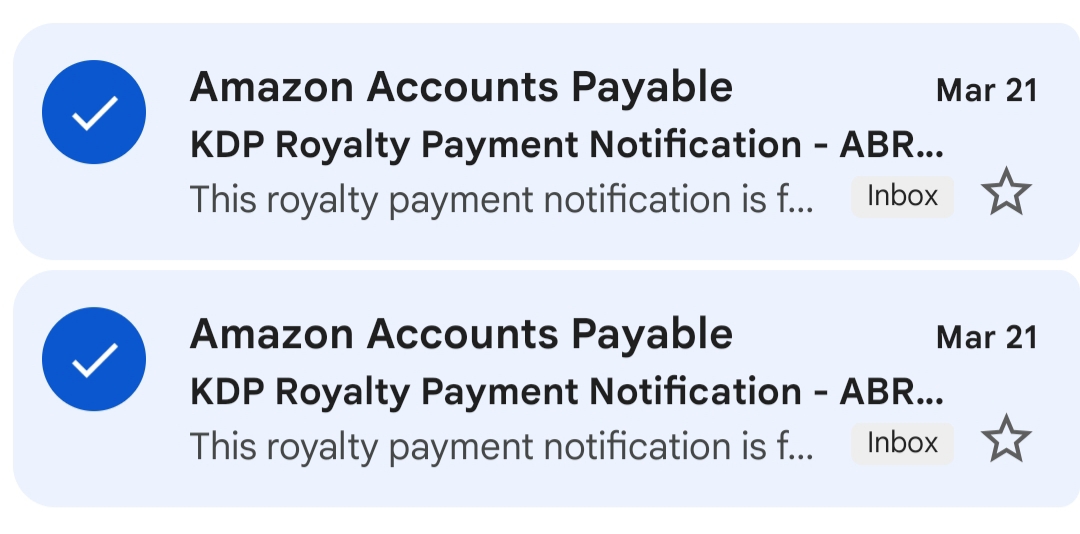 Amazon Accounts Payable
Mar 21
KDP Royalty Payment Notification - ABR...
This royalty payment notification is f...
Inbox
Amazon Accounts Payable
Mar 21
KDP Royalty Payment Notification - ABR...
This royalty payment notification is f...
Inbox